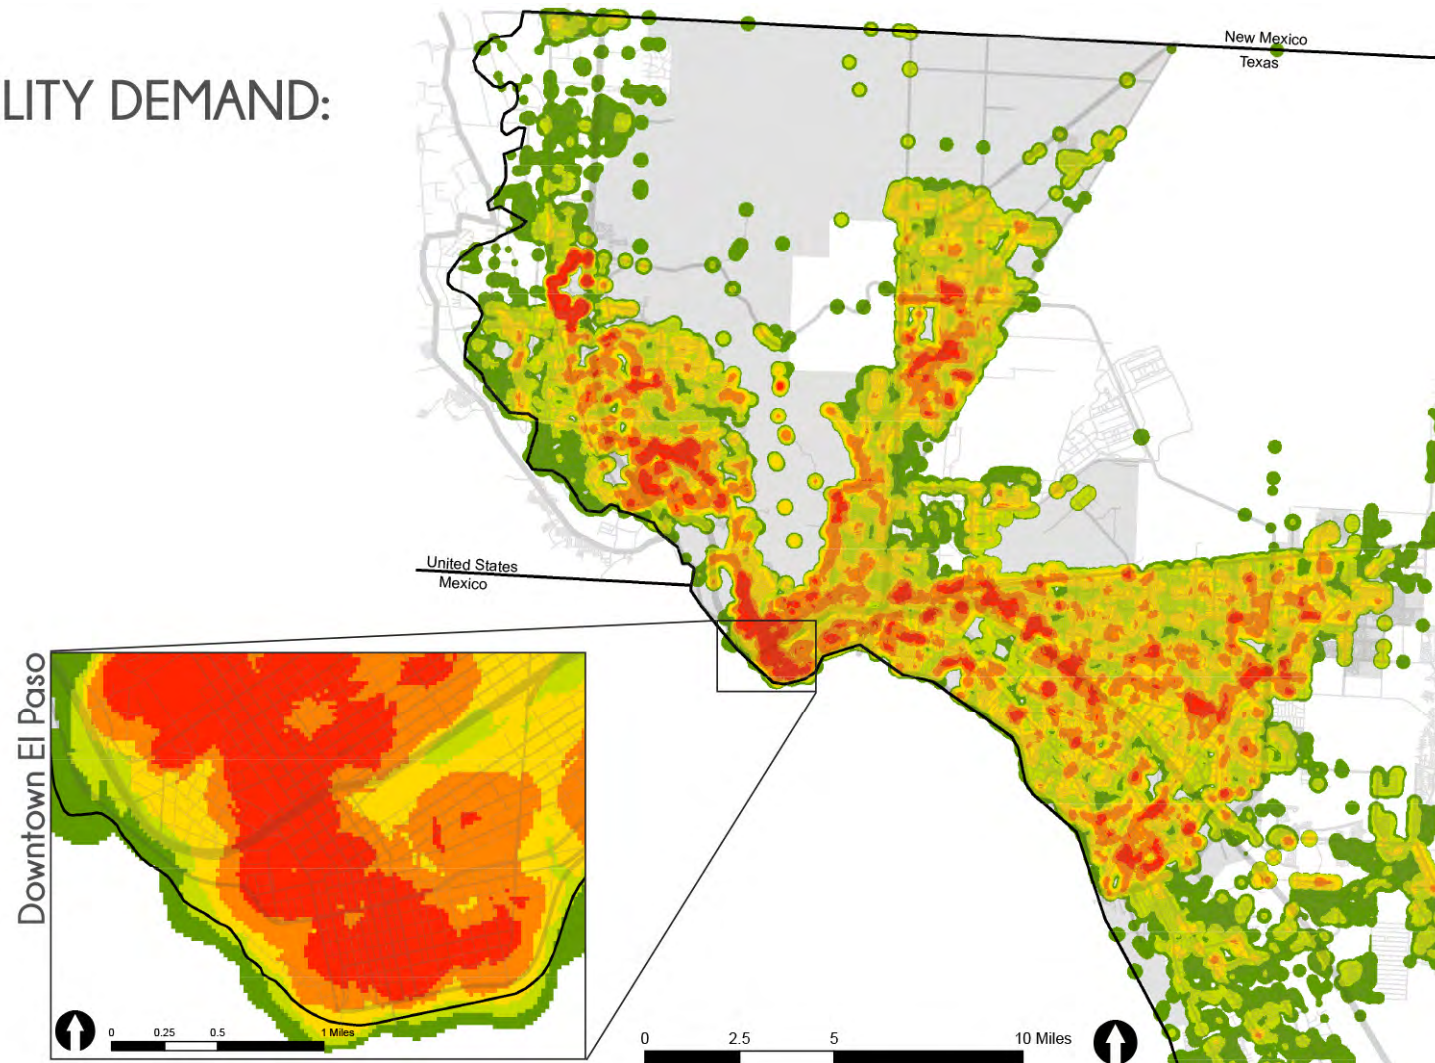 LITY DEMAND:
New Mexico
Texas
United States
Mexico
Downtown El Paso
0 0.25 0.5 1 Miles
0 2.5 5 10 Miles